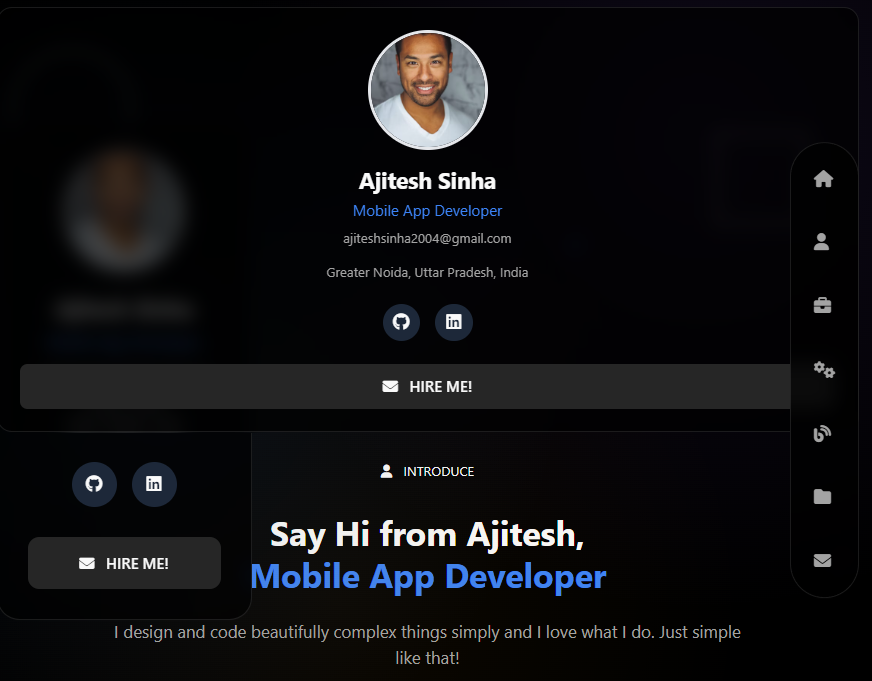 Ajitesh Sinha
Mobile App Developer
ajiteshsinha2004@gmail.com
Greater Noida, Uttar Pradesh, India
HIRE ME!
INTRODUCE
Say Hi from Ajitesh,
HIRE ME!
Mobile App Developer
I design and code beautifully complex things simply and I love what I do. Just simple
like that!